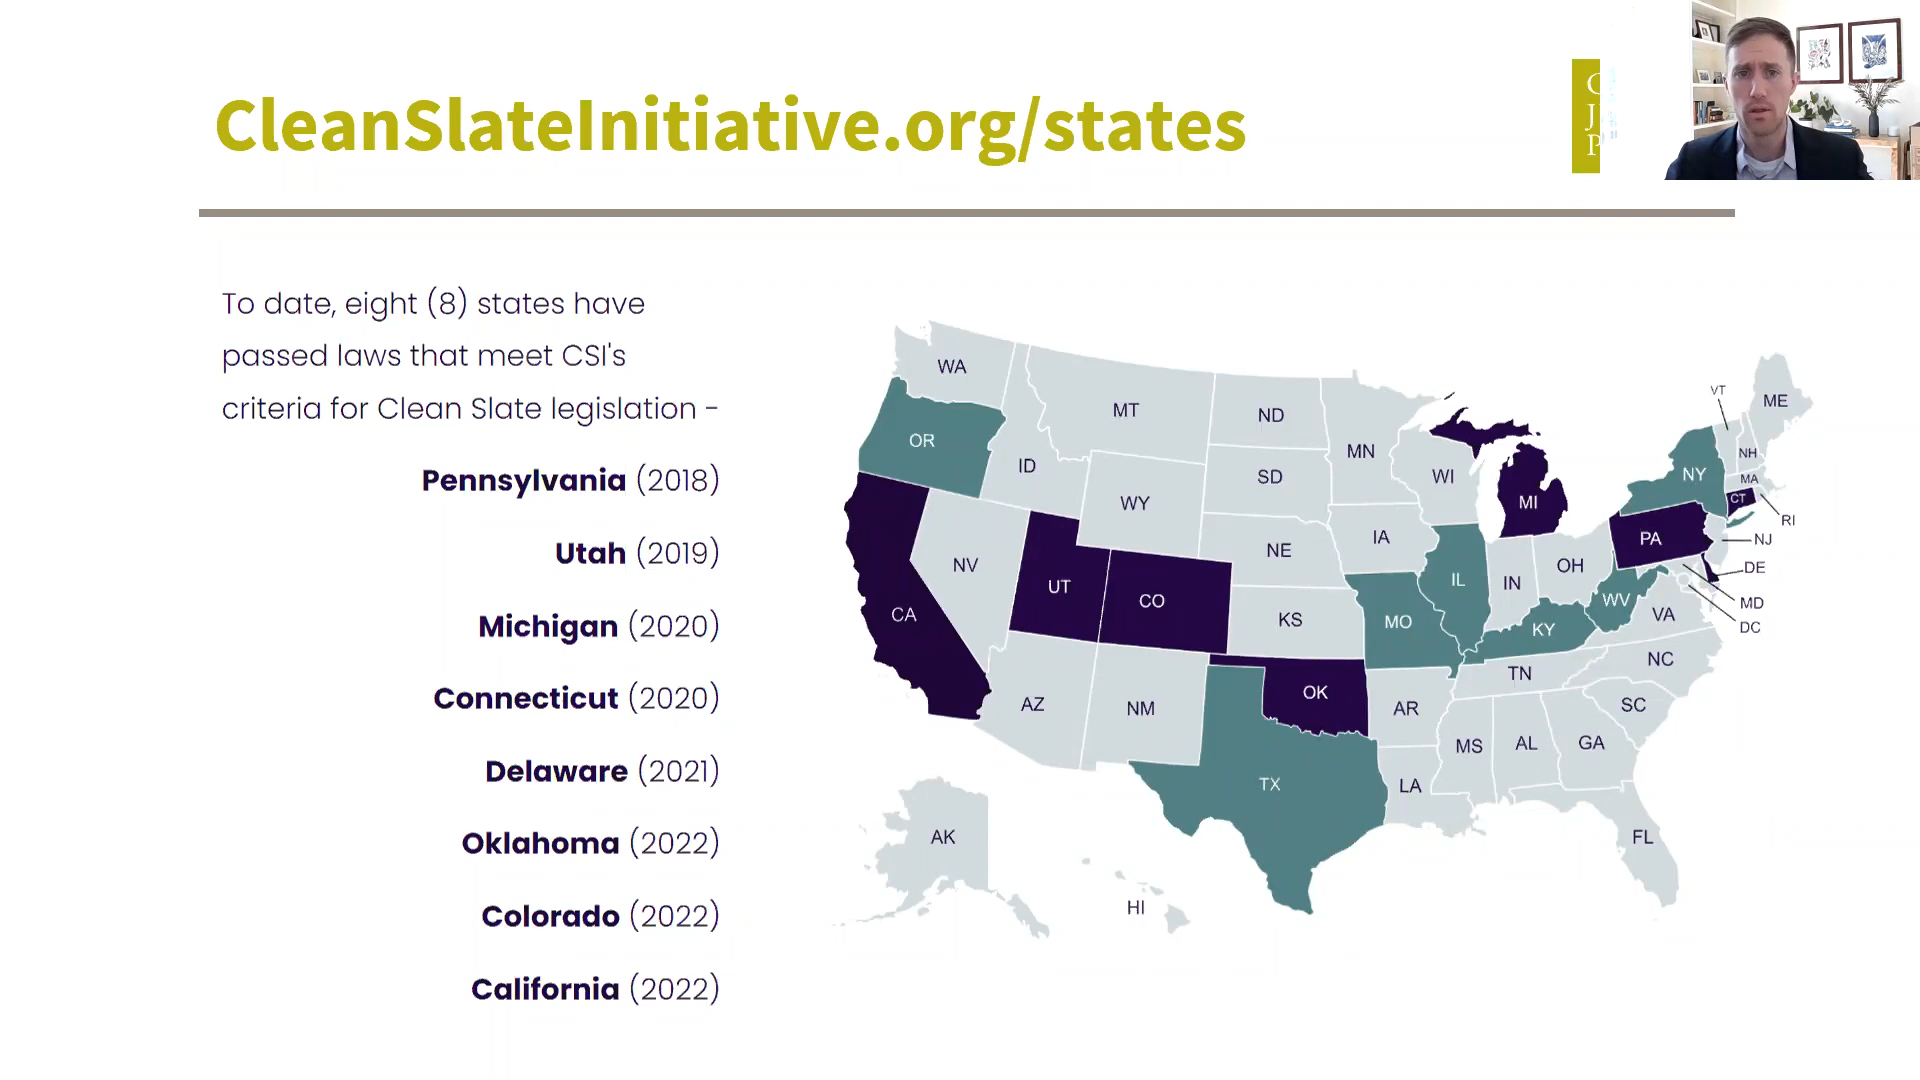 CleanSlateInitiative.org/states
J
P
To date, eight (8) states have
passed laws that meet CSI's
criteria for Clean Slate legislation -
Pennsylvania (2018)
Utah (2019)
Michigan (2020)
Connecticut (2020)
Delaware (2021)
Oklahoma (2022)
Colorado (2022)
California (2022)
WA
OR
CA
NV
ID
MT
WY
UT
CO
AZ
NM
ND
SD
NE
KS
OK
TX
MN
IA
MO
AR
LA
WI
IL
MI
IN
OH
KY
TN
MS
AL
GA
FL
SC
NC
VA
WV
PA
NY
VT
NH
ME
MA
CT
RI
NJ
DE
MD
DC
AK
HI